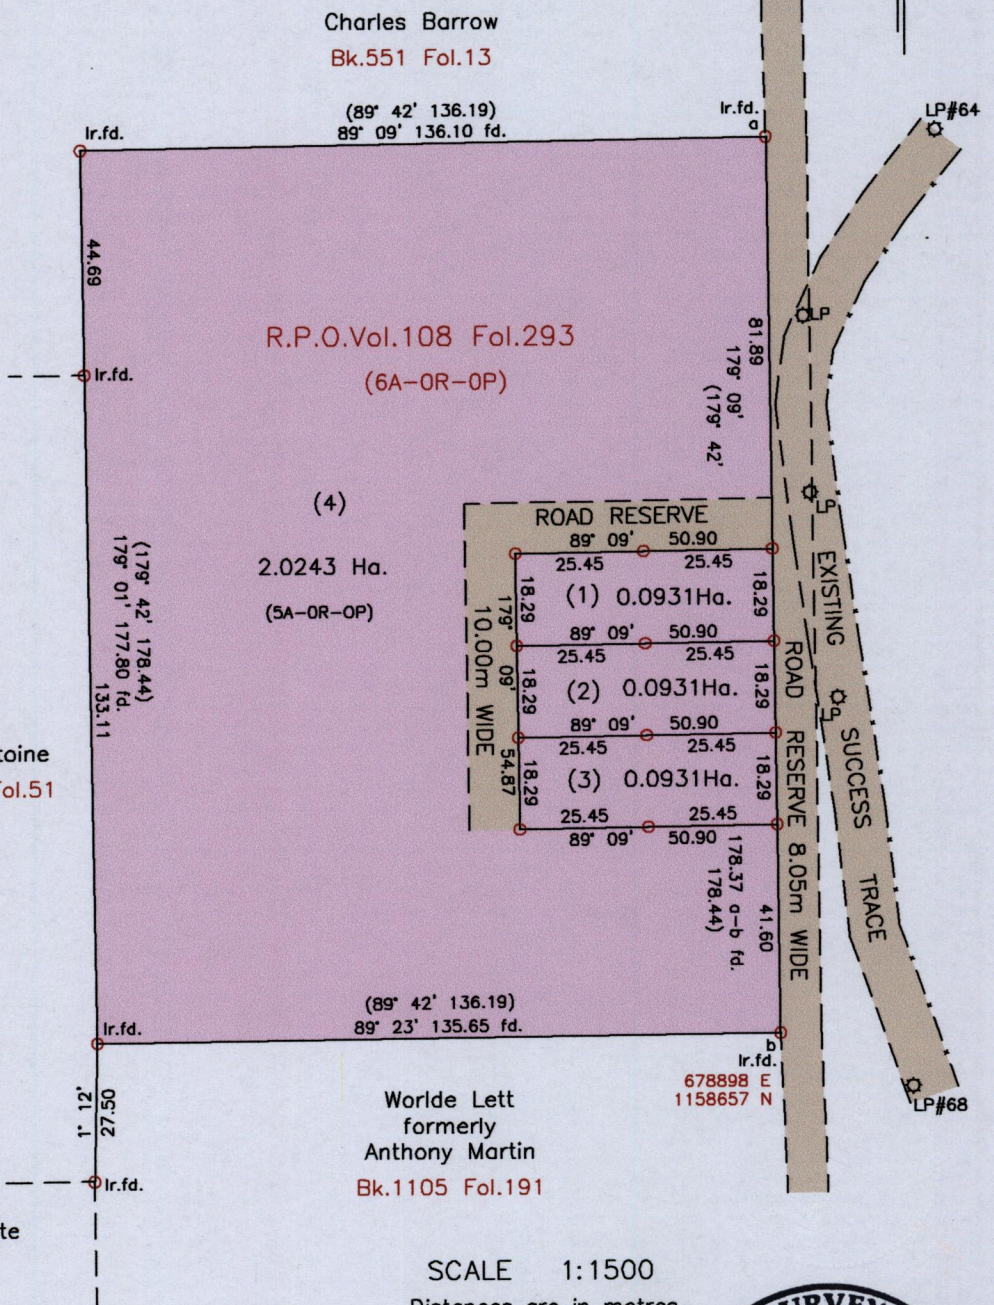 Charles Barrow
Bk.551 Fol.13
(89° 42' 136.19)
89° 09' 136.10 fd.
Ir.fd.
Ir.fd.
a
LP#64
44.69
Ir.fd.
LP
R.P.O.Vol.108 Fol.293
(6A-0R-0P)
81.89
179° 09'
(179° 42'
(4)
2.0243 Ha.
(5A-0R-0P)
LP
ROAD RESERVE
89° 09' 50.90
25.45 25.45
18.29
(1) 0.0931Ha.
18.29
89° 09' 50.90
25.45 25.45
18.29
(2) 0.0931Ha.
18.29
89° 09' 50.90
25.45 25.45
18.29
(3) 0.0931Ha.
18.29
25.45 25.45
89° 09' 50.90
179° 09' 54.87
10.00m WIDE
(179° 42' 178.44)
179° 01' 177.80 fd.
133.11
178.37 a-b fd.
178.44)
41.60
ROAD RESERVE 8.05m WIDE
EXISTING SUCCESS TRACE
LP
toine
Fol.51
(89° 42' 136.19)
89° 23' 135.65 fd.
Ir.fd.
b
Ir.fd.
678898 E
1158657 N
LP#68
1° 12'
27.50
Worlde Lett
formerly
Anthony Martin
Bk.1105 Fol.191
Ir.fd.
te
SCALE 1:1500
Distances are in metres
SURVEY